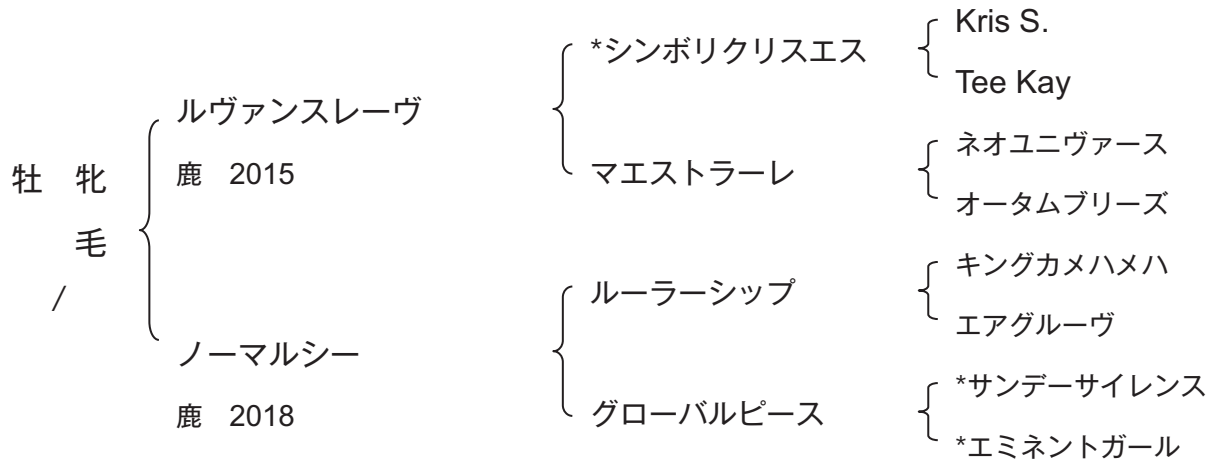 Kris S.
*シンボリクリスエス
Tee Kay
ルヴァンスレーヴ
鹿 2015
ネオユニヴァース
マエストラーレ
オータムブリーズ
牡 牝
毛
/
キングカメハメハ
ルーラーシップ
エアグルーヴ
ノーマルシー
鹿 2018
*サンデーサイレンス
グローバルピース
*エミネントガール